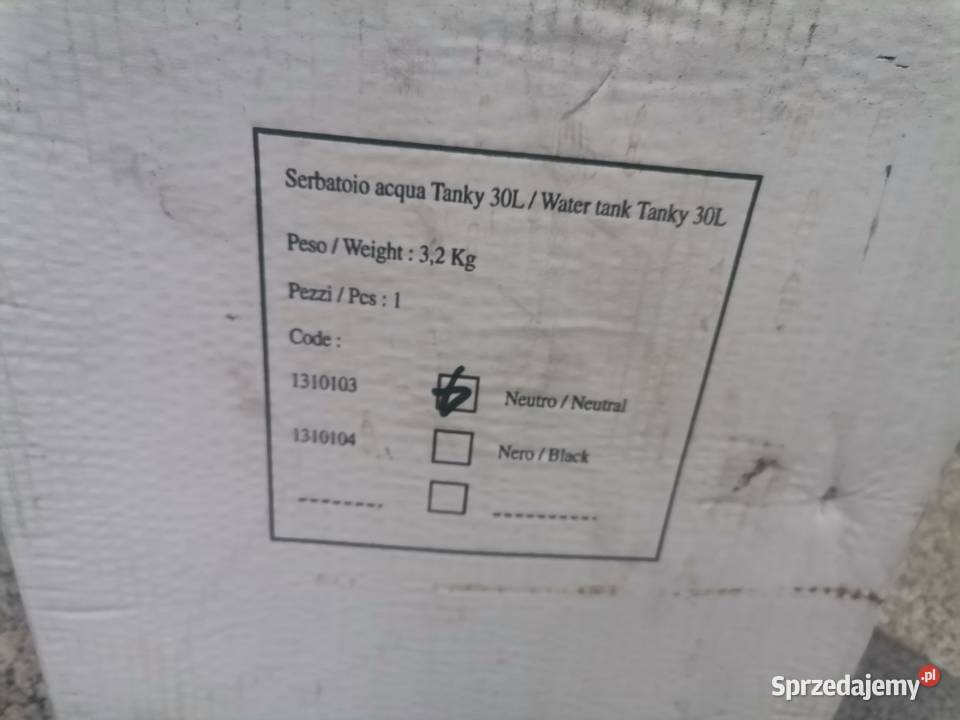 Serbatoio acqua Tanky 30L / Water tank Tanky 30L
Peso / Weight : 3,2 Kg
Pezzi / Pcs : 1
Code :
1310103 Neutro / Neutral
1310104 Nero / Black
Sprzedajemy.pl